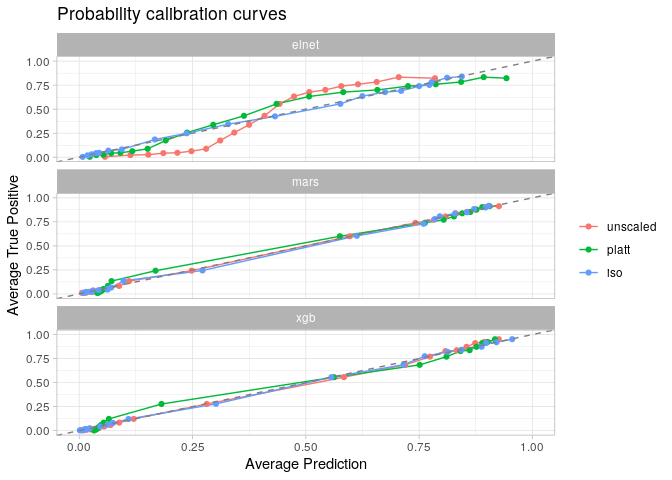 Probability calibration curves
elnet
1.00
0.75
0.50
0.25
0.00
mars
1.00
0.75
0.50
0.25
0.00
xgb
1.00
0.75
0.50
0.25
0.00
0.00 0.25 0.50 0.75 1.00
Average Prediction
Average True Positive
unscaled
platt
iso